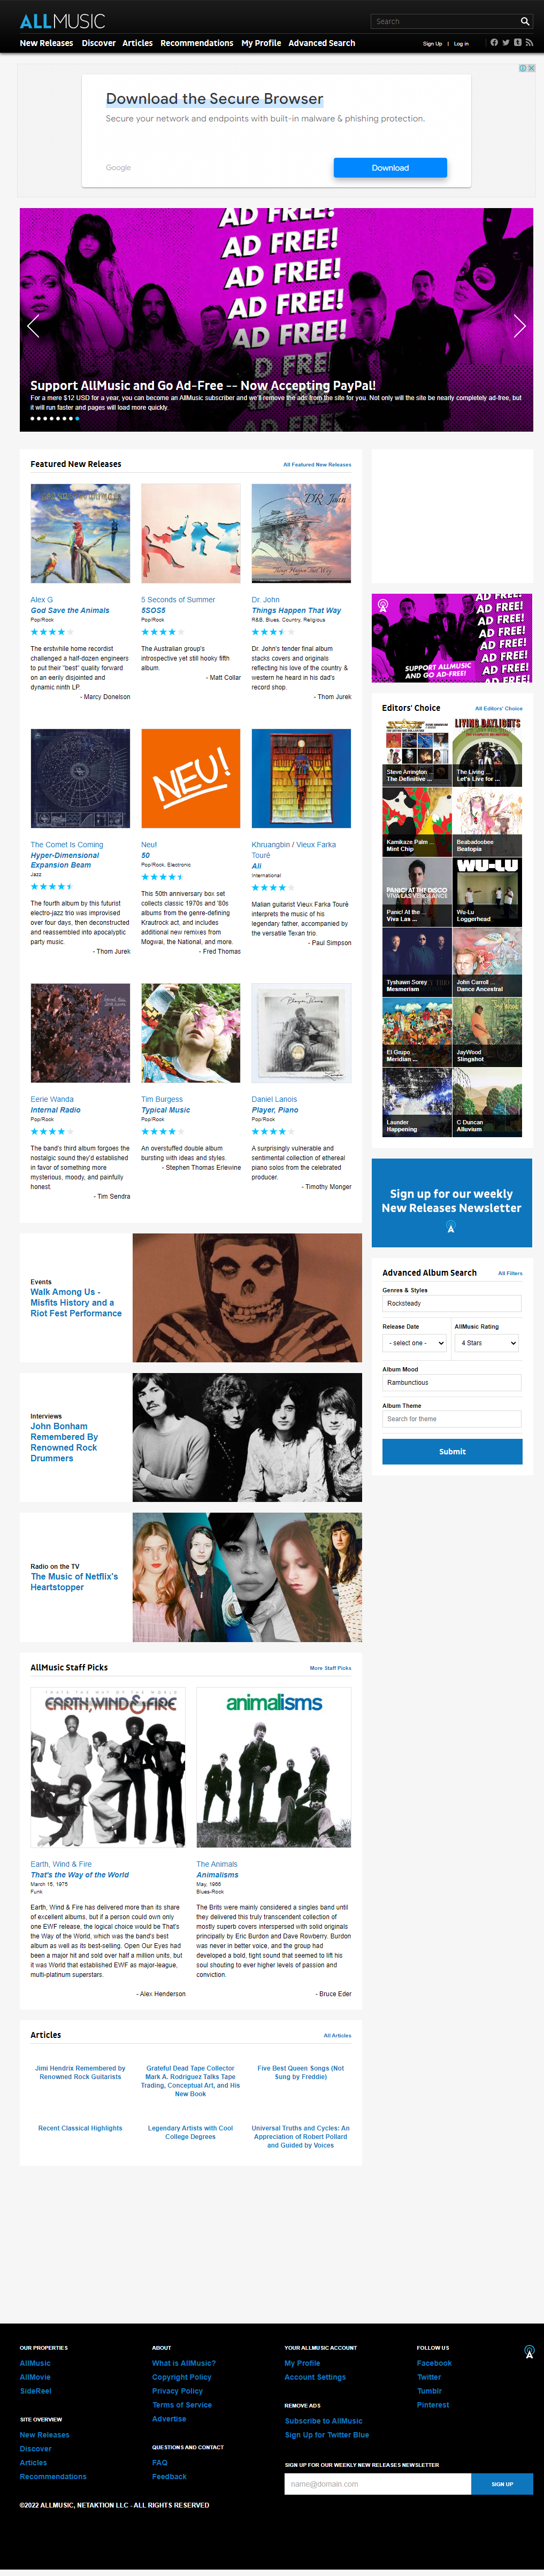 ALLMUSIC
Search
New Releases Discover Articles Recommendations My Profile Advanced Search
Sign Up | Log in
Download the Secure Browser
Secure your network and endpoints with built-in malware & phishing protection.
Google
Download
AD FREE!
AD FREE!
AD FREE!
AD FREE!
AD FREE!
AD FREE!
Support AllMusic and Go Ad-Free -- Now Accepting PayPal!
For a mere $12 USD for a year, you can become an AllMusic subscriber and we'll remove the ads from the site for you. Not only will the site be nearly completely ad-free, but
it will run faster and pages will load more quickly.
Featured New Releases
All Featured New Releases
Alex G
God Save the Animals
Pop/Rock
The erstwhile home recordist
challenged a half-dozen engineers
to put their "best" quality forward
on an eerily disjointed and
dynamic ninth LP.
- Marcy Donelson
5 Seconds of Summer
5SOS5
Pop/Rock
The Australian group's
introspective yet still hooky fifth
album.
- Matt Collar
DR. John
Things Happen That Way
Dr. John
Things Happen That Way
R&B, Blues, Country, Religious
Dr. John's tender final album
stacks covers and originals
reflecting his love of the country &
western he heard in his dad's
record shop.
- Thom Jurek
The Comet Is Coming
Hyper-Dimensional
Expansion Beam
Jazz
The fourth album by this futurist
electro-jazz trio was improvised
over four days, then deconstructed
and reassembled into apocalyptic
party music.
- Thom Jurek
NEU!
Neu!
50
Pop/Rock, Electronic
This 50th anniversary box set
collects classic 1970s and '80s
albums from the genre-defining
Krautrock act, and includes
additional new remixes from
Mogwai, the National, and more.
- Fred Thomas
Khruangbin / Vieux Farka
Touré
Ali
International
Malian guitarist Vieux Farka Touré
interprets the music of his
legendary father, accompanied by
the versatile Texan trio.
- Paul Simpson
Eerie Wanda
Internal Radio
Pop/Rock
The band's third album forgoes the
nostalgic sound they'd established
in favor of something more
mysterious, moody, and painfully
honest.
- Tim Sendra
Tim Burgess
Typical Music
Pop/Rock
An overstuffed double album
bursting with ideas and styles.
- Stephen Thomas Erlewine
Daniel Lanois
Player, Piano
Pop/Rock
A surprisingly vulnerable and
sentimental collection of ethereal
piano solos from the celebrated
producer.
- Timothy Monger
Events
Walk Among Us -
Misfits History and a
Riot Fest Performance
Interviews
John Bonham
Remembered By
Renowned Rock
Drummers
Radio on the TV
The Music of Netflix's
Heartstopper
AllMusic Staff Picks
More Staff Picks
EARTH, WIND & FIRE
Earth, Wind & Fire
That's the Way of the World
March 15, 1975
Funk
Earth, Wind & Fire has delivered more than its share
of excellent albums, but if a person could own only
one EWF release, the logical choice would be That's
the Way of the World, which was the band's best
album as well as its best-selling. Open Our Eyes had
been a major hit and sold over half a million units, but
it was World that established EWF as major-league,
multi-platinum superstars.
- Alex Henderson
animalisms
The Animals
Animalisms
May, 1966
Blues-Rock
The Brits were mainly considered a singles band until
they delivered this truly transcendent collection of
mostly superb covers interspersed with solid originals
principally by Eric Burdon and Dave Rowberry. Burdon
was never in better voice, and the group had
developed a bold, tight sound that seemed to lift his
soul shouting to ever higher levels of passion and
conviction.
- Bruce Eder
Articles
All Articles
Jimi Hendrix Remembered by
Renowned Rock Guitarists
Grateful Dead Tape Collector
Mark A. Rodriguez Talks Tape
Trading, Conceptual Art, and His
New Book
Five Best Queen Songs (Not
Sung by Freddie)
Recent Classical Highlights
Legendary Artists with Cool
College Degrees
Universal Truths and Cycles: An
Appreciation of Robert Pollard
and Guided by Voices
AD FREE!
AD FREE!
AD FREE!
AD FREE!
AD FREE!
SUPPORT ALLMUSIC
AND GO AD-FREE!
Editors' Choice
All Editors' Choice
Steve Arrington ...
The Definitive ...
LIVING DAYLIGHTS
The Living ...
Let's Live for ...
Kamikaze Palm ...
Mint Chip
Beabadoobee
Beatopia
PANIC! AT THE DISCO
VIVA LAS VENGEANCE
Panic! At the ...
Viva Las ...
WU-LU
Wu-Lu
Loggerhead
Tyshawn Sorey
Mesmerism
John Carroll ...
Dance Ancestral
El Grupo ...
Meridian ...
JayWood
Slingshot
Launder
Happening
C Duncan
Alluvium
Sign up for our weekly
New Releases Newsletter
Advanced Album Search
All Filters
Genres & Styles
Rocksteady
Release Date
- select one -
AllMusic Rating
4 Stars
Album Mood
Rambunctious
Album Theme
Search for theme
Submit
OUR PROPERTIES
AllMusic
AllMovie
SideReel
SITE OVERVIEW
New Releases
Discover
Articles
Recommendations
ABOUT
What is AllMusic?
Copyright Policy
Privacy Policy
Terms of Service
Advertise
QUESTIONS AND CONTACT
FAQ
Feedback
YOUR ALLMUSIC ACCOUNT
My Profile
Account Settings
REMOVE ADS
Subscribe to AllMusic
Sign Up for Twitter Blue
FOLLOW US
Facebook
Twitter
Tumblr
Pinterest
SIGN UP FOR OUR WEEKLY NEW RELEASES NEWSLETTER
name@domain.com
SIGN UP
©2022 ALLMUSIC, NETAKTION LLC - ALL RIGHTS RESERVED